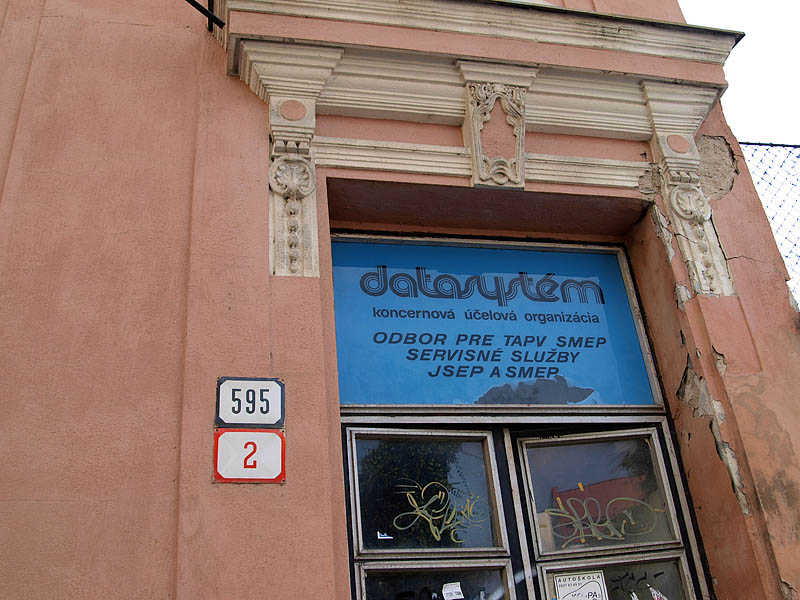 datasystém
koncernová účelová organizácia
ODBOR PRE TAPV SMEP
SERVISNÉ SLUŽBY
JSEP A SMEP
595
2
AUTOŠKOLA